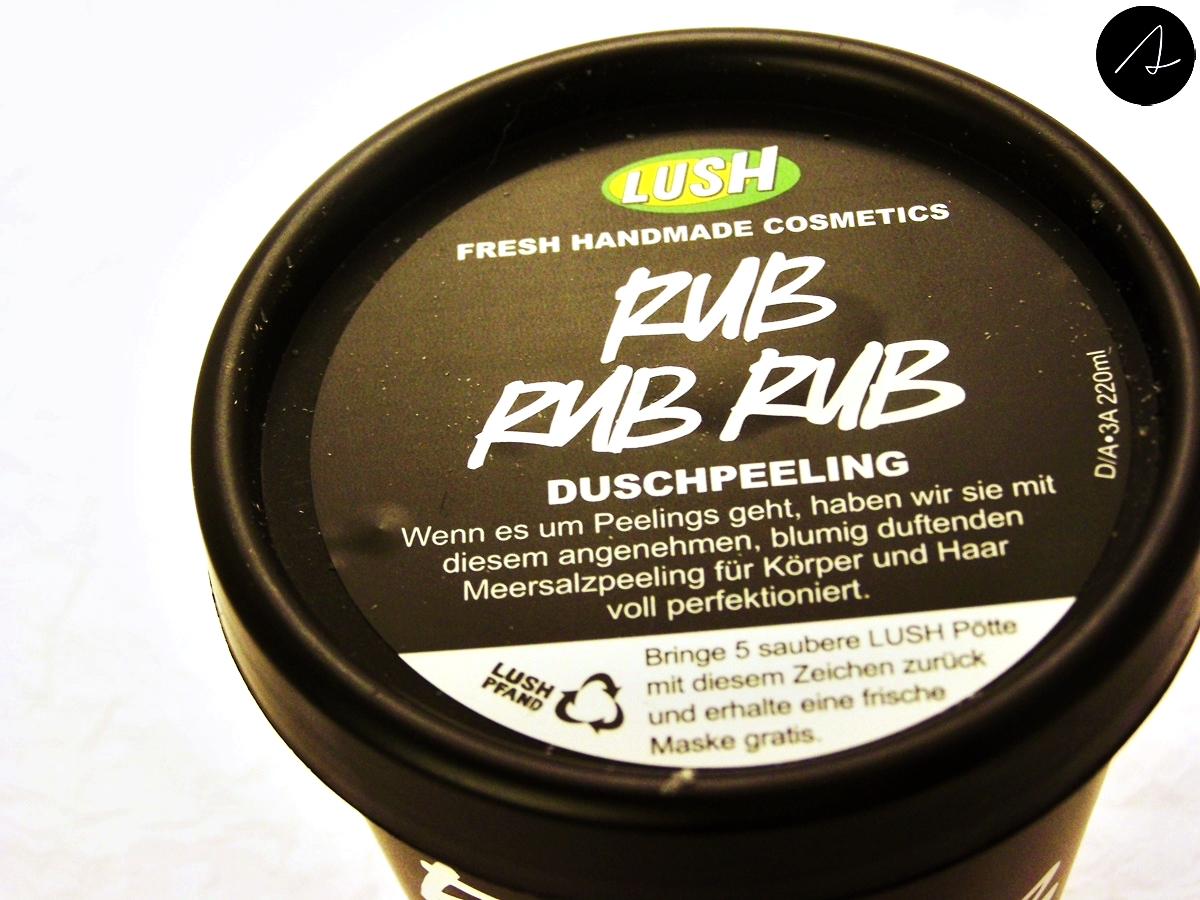 LUSH
FRESH HANDMADE COSMETICS
RUB
RUB RUB
DUSCHPEELING
Wenn es um Peelings geht, haben wir sie mit
diesem angenehmen, blumig duftenden
Meersalzpeeling für Körper und Haar
voll perfektioniert.
D/A•3A 220ml
LUSH
PFAND
Bringe 5 saubere LUSH Pötte
mit diesem Zeichen zurück
und erhalte eine frische
Maske gratis.